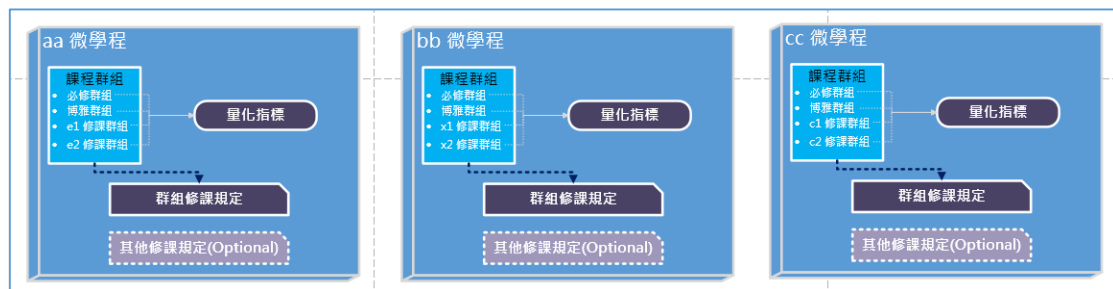 aa 微學程
課程群組
• 必修群組
• 博雅群組
• e1 修課群組
• e2 修課群組
量化指標
群組修課規定
其他修課規定(Optional)
bb 微學程
課程群組
• 必修群組
• 博雅群組
• x1 修課群組
• x2 修課群組
量化指標
群組修課規定
其他修課規定(Optional)
cc 微學程
課程群組
• 必修群組
• 博雅群組
• c1 修課群組
• c2 修課群組
量化指標
群組修課規定
其他修課規定(Optional)